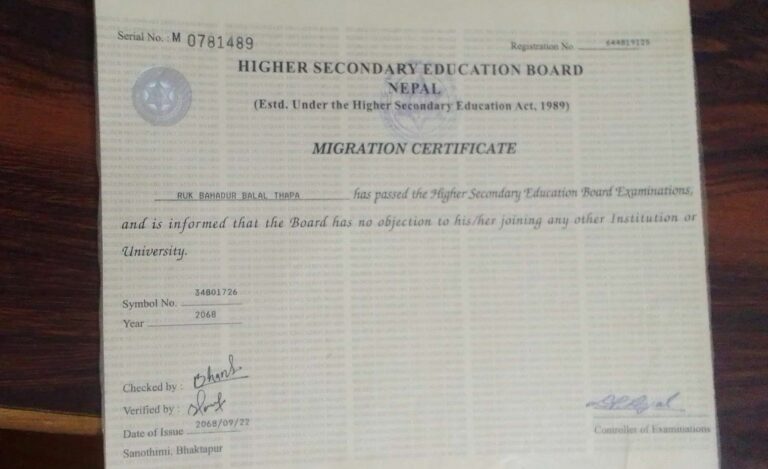 Serial No. : M 0781489
Registration No. 644819125
HIGHER SECONDARY EDUCATION BOARD
NEPAL
(Estd. Under the Higher Secondary Education Act, 1989)
MIGRATION CERTIFICATE
RUK BAHADUR BALAL THAPA has passed the Higher Secondary Education Board Examinations,
and is informed that the Board has no objection to his/her joining any other Institution or
University.
Symbol No. 34801726
Year 2068
Checked by :
Verified by :
Date of Issue 2068/09/22
Sanothimi, Bhaktapur
Controller of Examinations